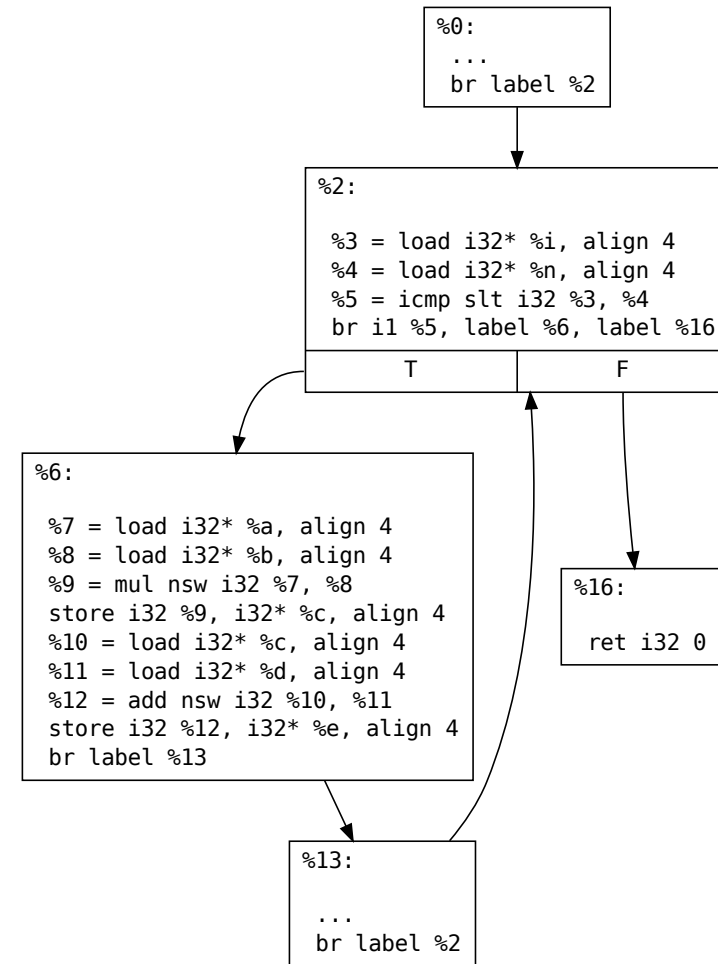 %0:
...
br label %2
%2:
%3 = load i32* %i, align 4
%4 = load i32* %n, align 4
%5 = icmp slt i32 %3, %4
br i1 %5, label %6, label %16
T
F
%6:
%7 = load i32* %a, align 4
%8 = load i32* %b, align 4
%9 = mul nsw i32 %7, %8
store i32 %9, i32* %c, align 4
%10 = load i32* %c, align 4
%11 = load i32* %d, align 4
%12 = add nsw i32 %10, %11
store i32 %12, i32* %e, align 4
br label %13
%16:
ret i32 0
%13:
...
br label %2